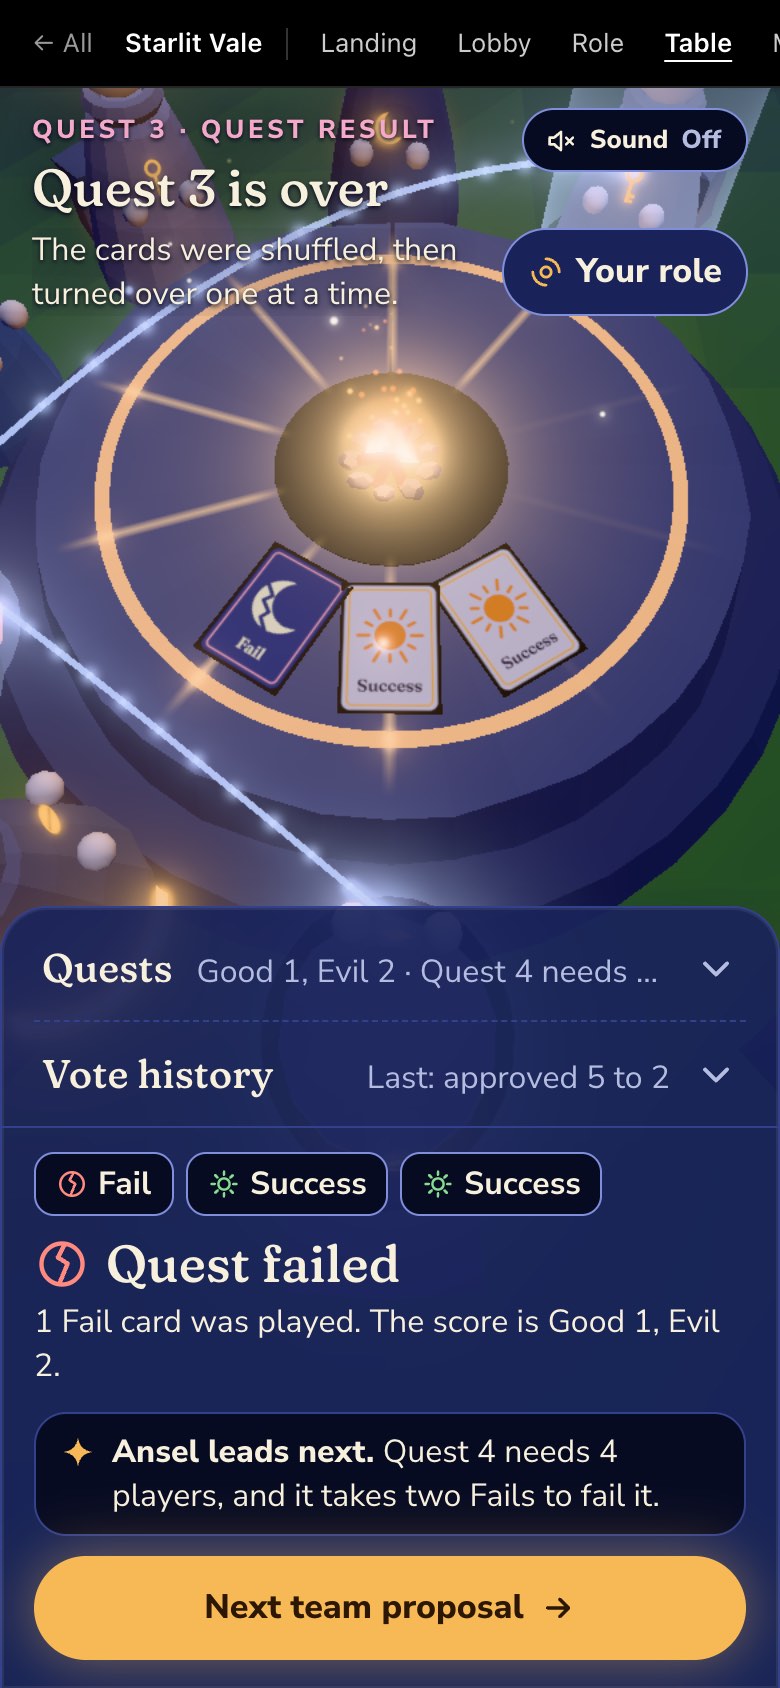 ← All Starlit Vale Landing Lobby Role Table
QUEST 3 · QUEST RESULT
Sound Off
Quest 3 is over
The cards were shuffled, then
turned over one at a time.
Your role
Fail
Success
Success
Quests Good 1, Evil 2 · Quest 4 needs ...
Vote history Last: approved 5 to 2
Fail Success Success
Quest failed
1 Fail card was played. The score is Good 1, Evil
2.
Ansel leads next. Quest 4 needs 4
players, and it takes two Fails to fail it.
Next team proposal →